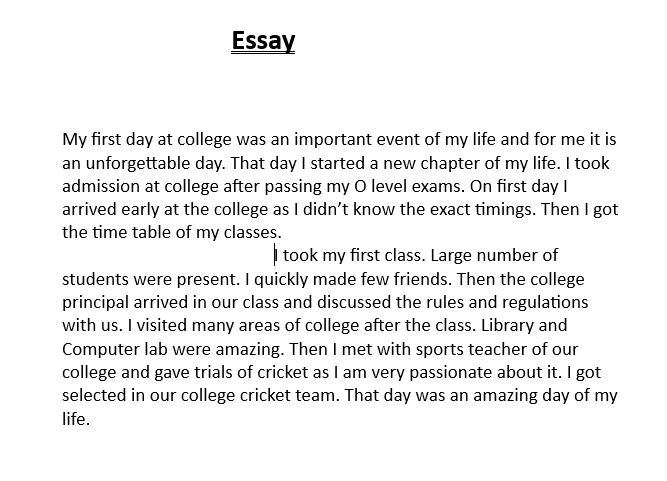 Essay
My first day at college was an important event of my life and for me it is
an unforgettable day. That day I started a new chapter of my life. I took
admission at college after passing my O level exams. On first day I
arrived early at the college as I didn’t know the exact timings. Then I got
the time table of my classes.
I took my first class. Large number of
students were present. I quickly made few friends. Then the college
principal arrived in our class and discussed the rules and regulations
with us. I visited many areas of college after the class. Library and
Computer lab were amazing. Then I met with sports teacher of our
college and gave trials of cricket as I am very passionate about it. I got
selected in our college cricket team. That day was an amazing day of my
life.